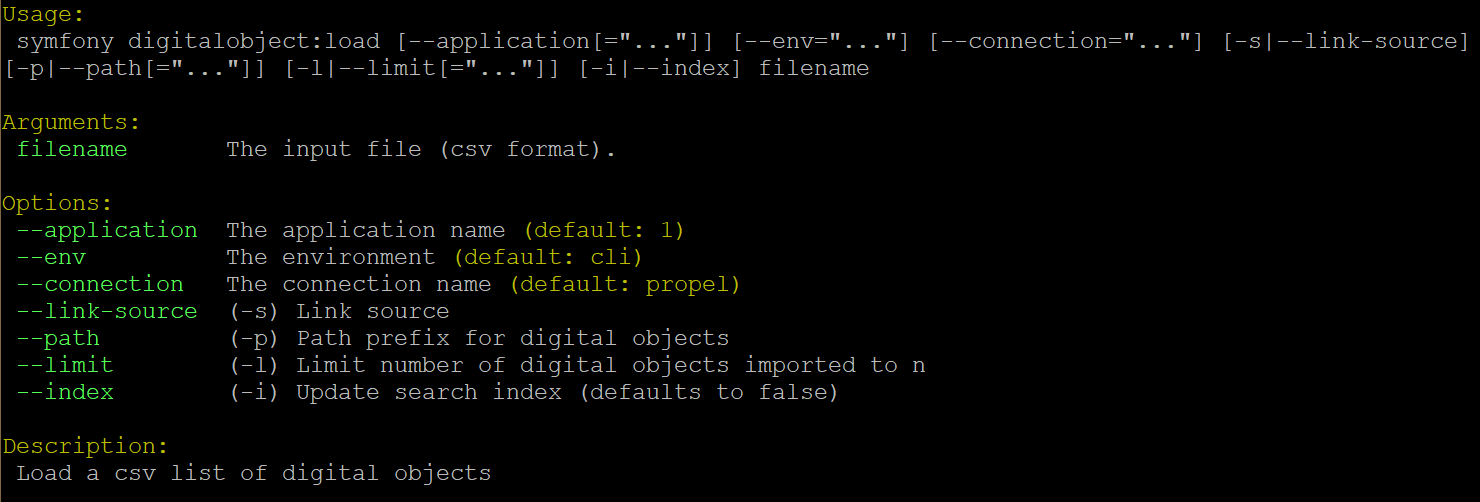 Usage:
symfony digitalobject:load [--application[="..."]] [--env="..."] [--connection="..."] [-s|--link-source]
[-p|--path[="..."]] [-l|--limit[="..."]] [-i|--index] filename
Arguments:
filename The input file (csv format).
Options:
--application The application name (default: 1)
--env The environment (default: cli)
--connection The connection name (default: propel)
--link-source (-s) Link source
--path (-p) Path prefix for digital objects
--limit (-l) Limit number of digital objects imported to n
--index (-i) Update search index (defaults to false)
Description:
Load a csv list of digital objects